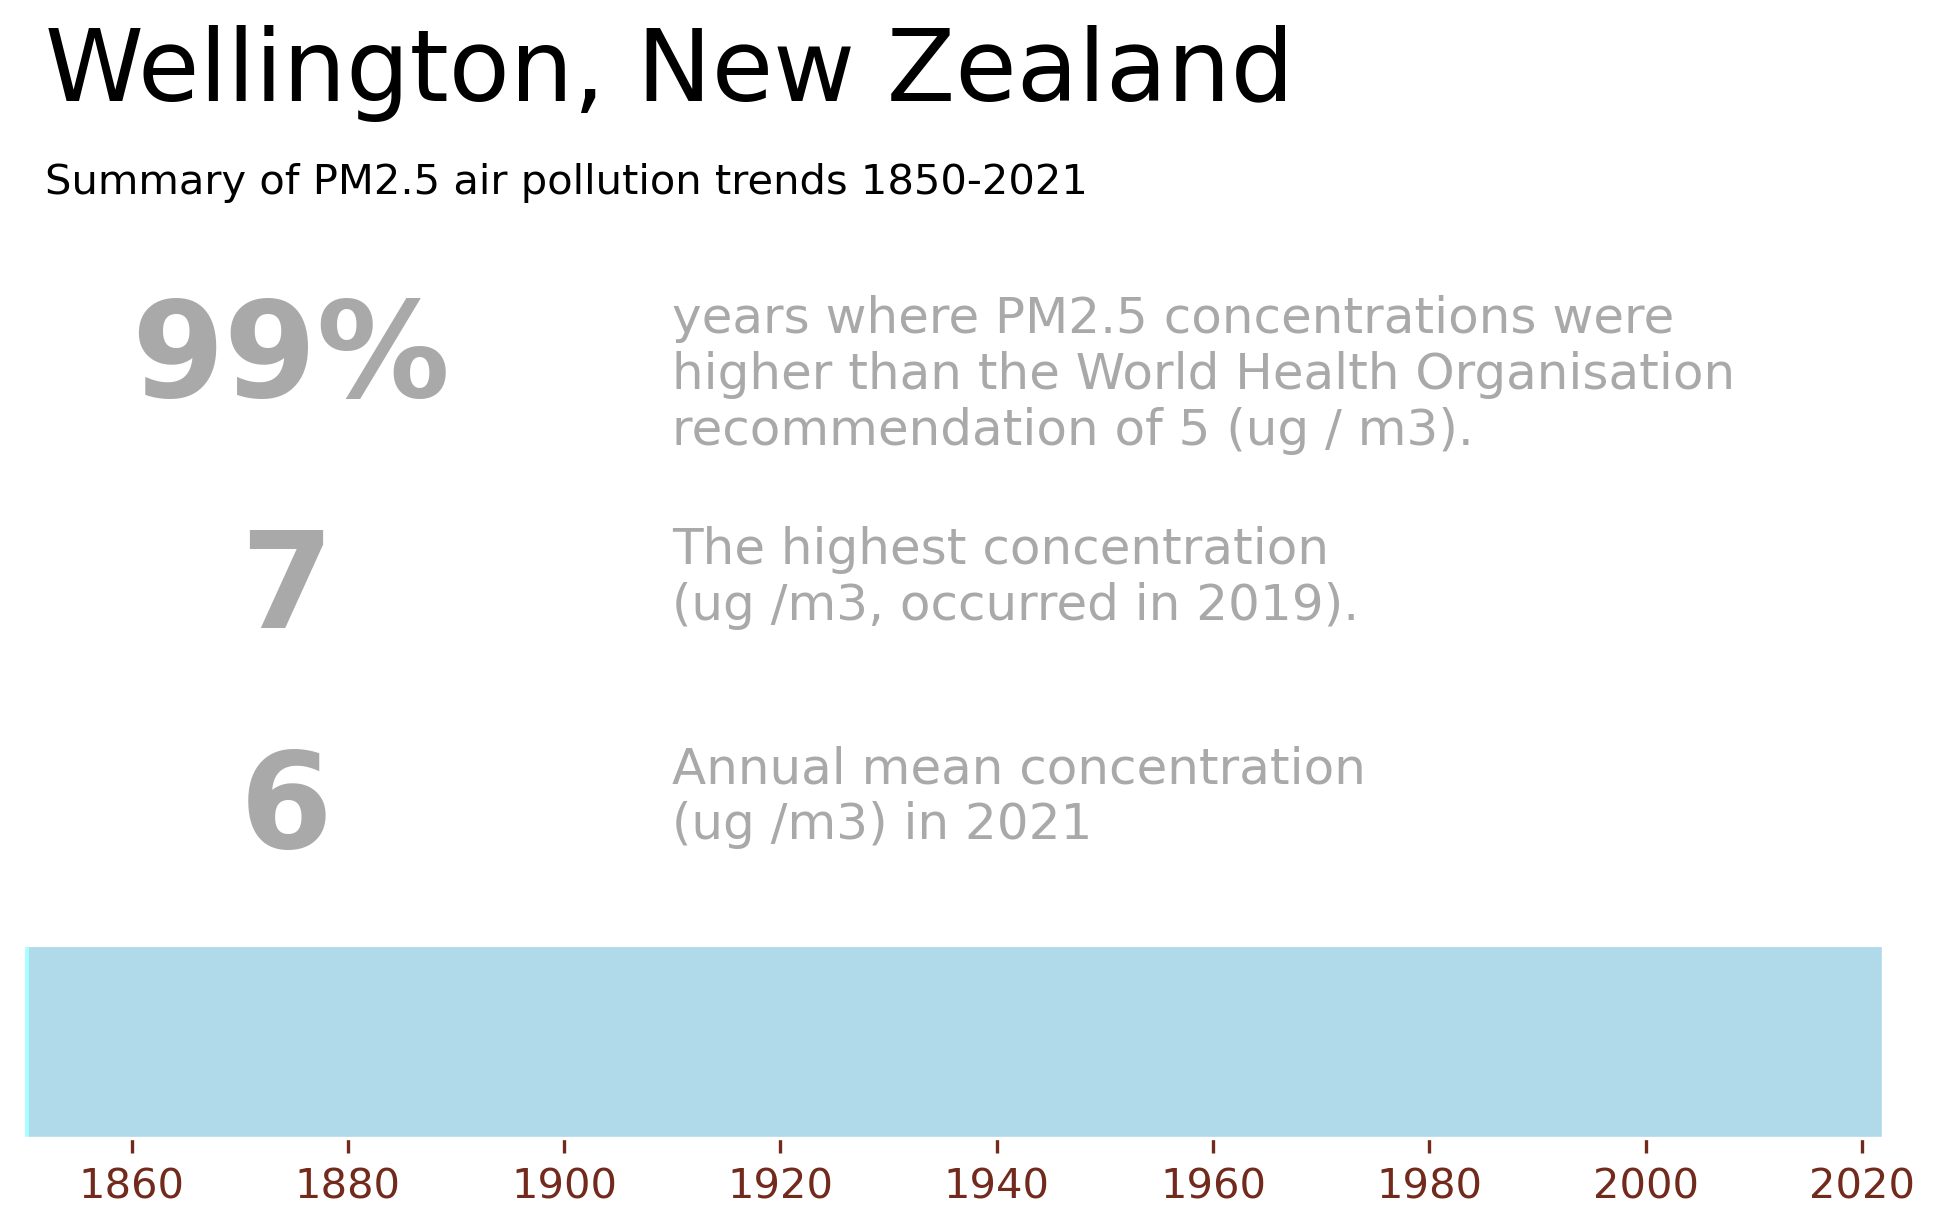 Wellington, New Zealand
Summary of PM2.5 air pollution trends 1850-2021
99%
years where PM2.5 concentrations were
higher than the World Health Organisation
recommendation of 5 (ug / m3).
7
The highest concentration
(ug /m3, occurred in 2019).
6
Annual mean concentration
(ug /m3) in 2021
1860 1880 1900 1920 1940 1960 1980 2000 2020